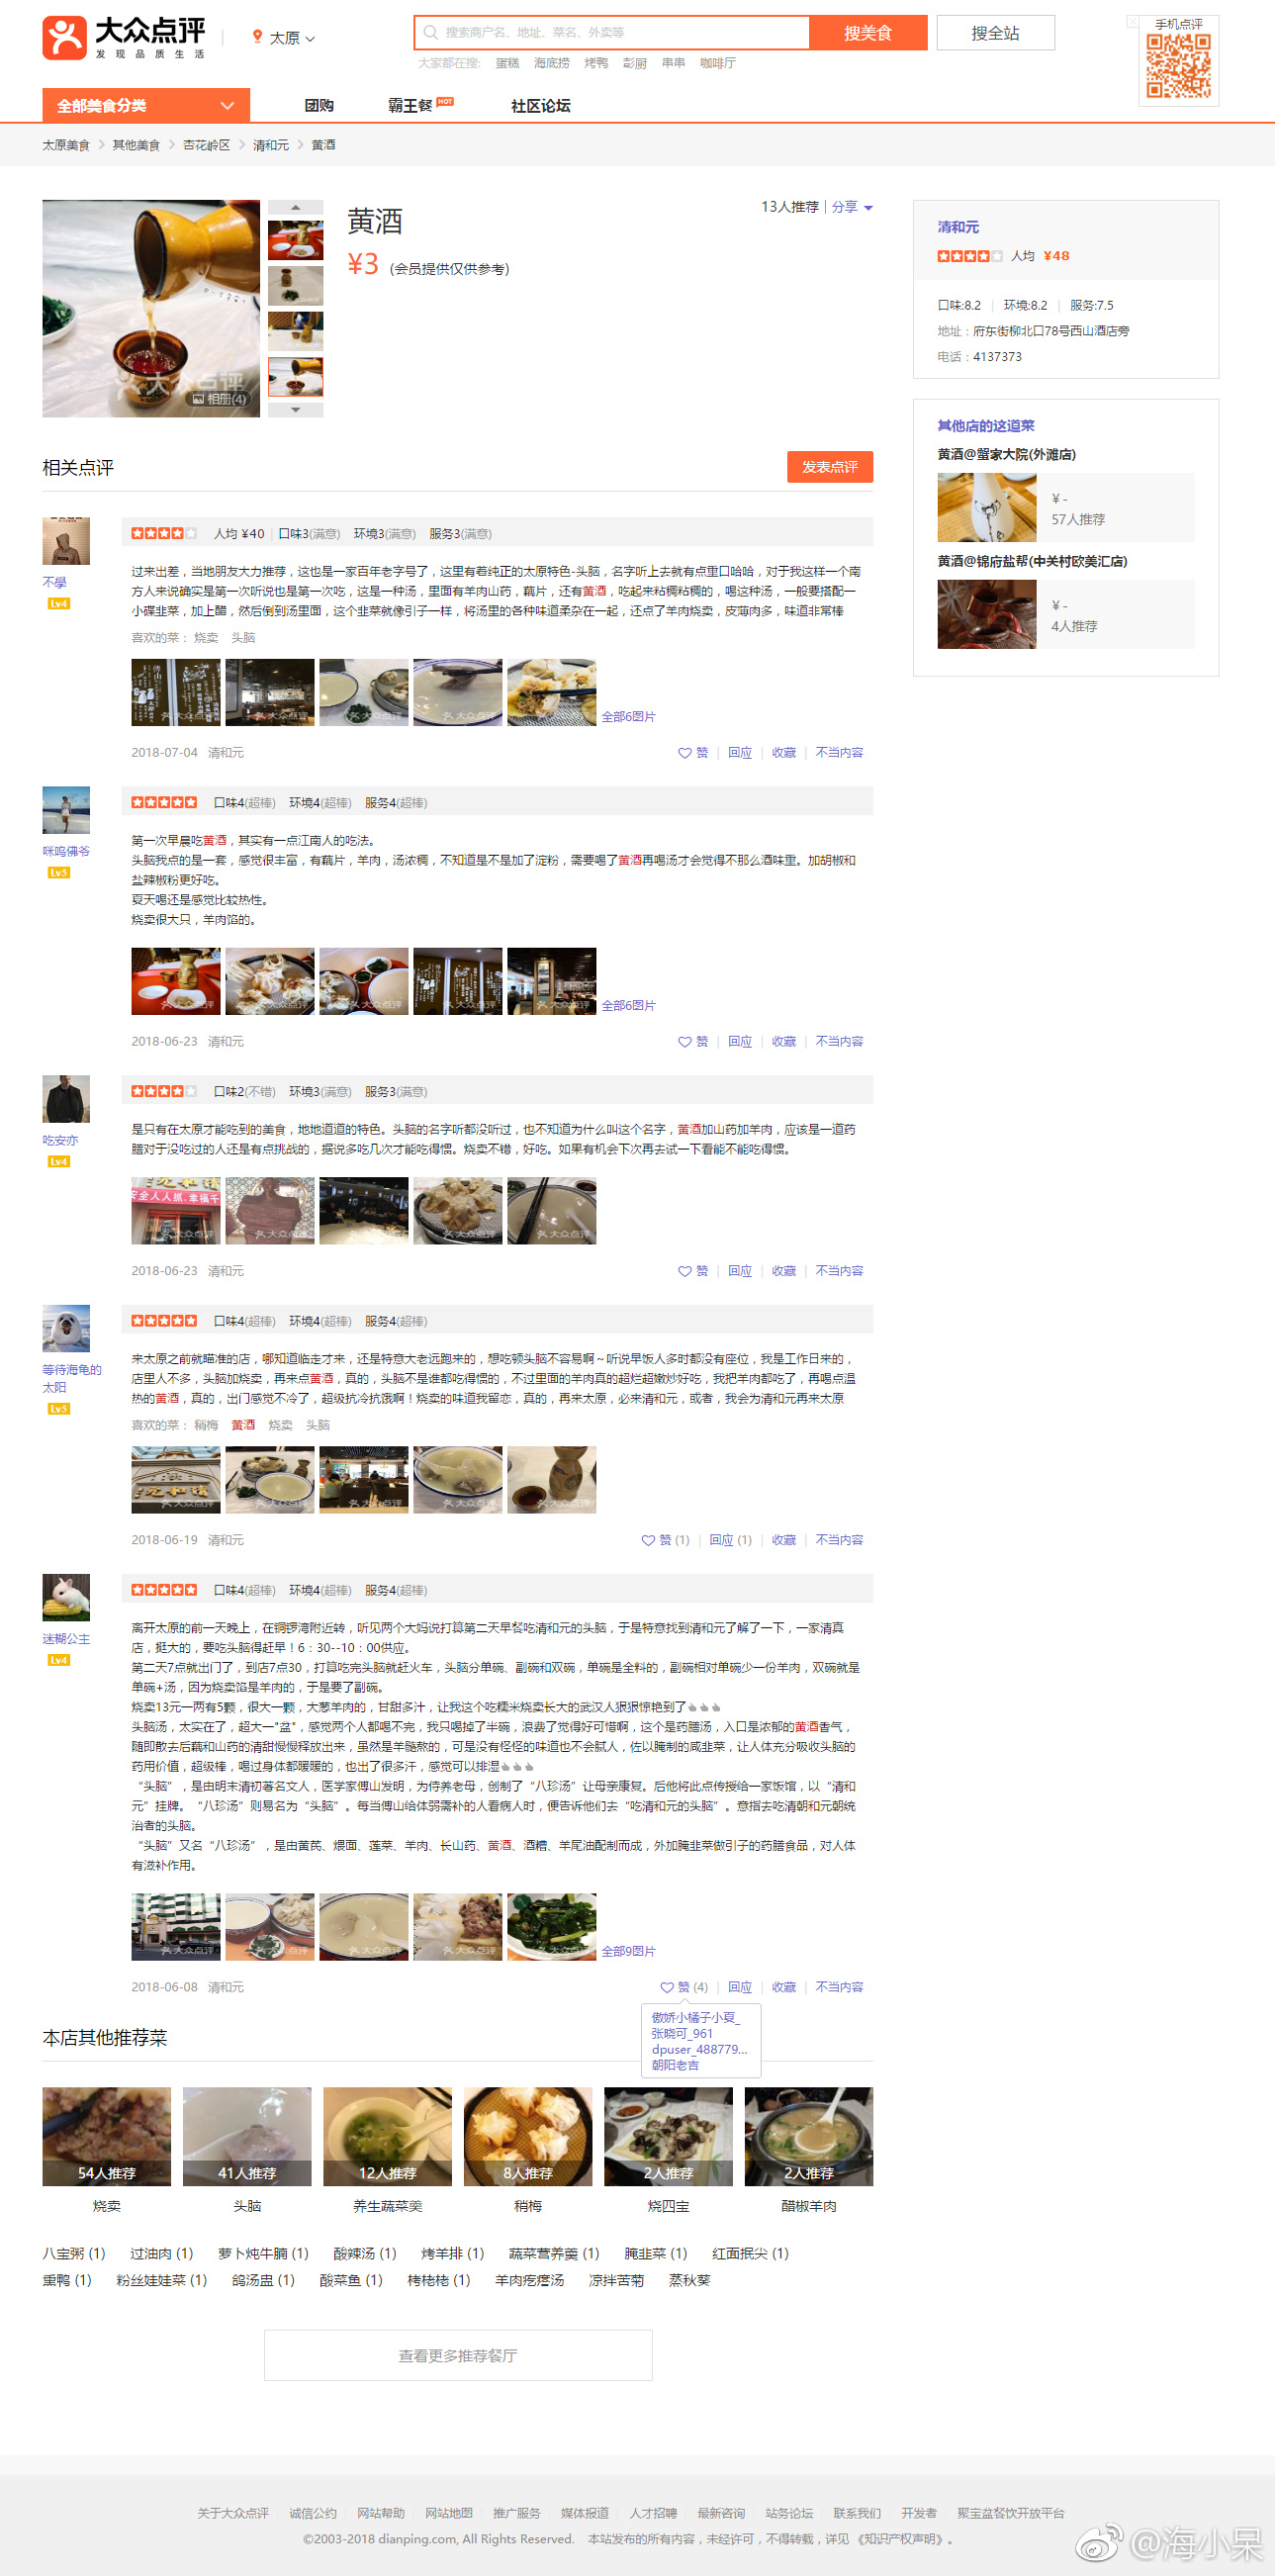 大众点评
发现品质生活
太原
搜索商户名、地址、菜名、外卖等
搜美食
搜全站
手机点评
大家都在搜: 蛋糕 海底捞 烤鸭 彭厨 串串 咖啡厅
全部美食分类
团购
霸王餐 HOT
社区论坛
太原美食 > 其他美食 > 杏花岭区 > 清和元 > 黄酒
黄酒
13人推荐 | 分享
¥3 (会员提供仅供参考)
大众点评
相册(4)
清和元
人均 ¥48
口味:8.2 | 环境:8.2 | 服务:7.5
地址：府东街柳北口78号西山酒店旁
电话：4137373
其他店的这道菜
黄酒@蟹家大院(外滩店)
¥ -
57人推荐
黄酒@锦府盐帮(中关村欧美汇店)
¥ -
4人推荐
相关点评
发表点评
不學
Lv4
人均 ¥40 | 口味3(满意) 环境3(满意) 服务3(满意)
过来出差，当地朋友大力推荐，这也是一家百年老字号了，这里有着纯正的太原特色-头脑，名字听上去就有点重口哈哈，对于我这样一个南
方人来说确实是第一次听说也是第一次吃，这是一种汤，里面有羊肉山药，藕片，还有黄酒，吃起来粘稠粘稠的，喝这种汤，一般要搭配一
小碟韭菜，加上醋，然后倒到汤里面，这个韭菜就像引子一样，将汤里的各种味道柔杂在一起，还点了羊肉烧卖，皮薄肉多，味道非常棒
喜欢的菜： 烧卖 头脑
全部6图片
2018-07-04 清和元
赞 | 回应 | 收藏 | 不当内容
咪呜佛爷
Lv5
口味4(超棒) 环境4(超棒) 服务4(超棒)
第一次早晨吃黄酒，其实有一点江南人的吃法。
头脑我点的是一套，感觉很丰富，有藕片，羊肉，汤浓稠，不知道是不是加了淀粉，需要喝了黄酒再喝汤才会觉得不那么酒味重。加胡椒和
盐辣椒粉更好吃。
夏天喝还是感觉比较热性。
烧卖很大只，羊肉馅的。
全部6图片
2018-06-23 清和元
赞 | 回应 | 收藏 | 不当内容
吃安亦
Lv4
口味2(不错) 环境3(满意) 服务3(满意)
是只有在太原才能吃到的美食，地地道道的特色。头脑的名字听都没听过，也不知道为什么叫这个名字，黄酒加山药加羊肉，应该是一道药
膳对于没吃过的人还是有点挑战的，据说多吃几次才能吃得惯。烧卖不错，好吃。如果有机会下次再去试一下看能不能吃得惯。
2018-06-23 清和元
赞 | 回应 | 收藏 | 不当内容
等待海龟的
太阳
Lv5
口味4(超棒) 环境4(超棒) 服务4(超棒)
来太原之前就瞄准的店，哪知道临走才来，还是特意大老远跑来的，想吃顿头脑不容易啊～听说早饭人多时都没有座位，我是工作日来的，
店里人不多，头脑加烧卖，再来点黄酒，真的，头脑不是谁都吃得惯的，不过里面的羊肉真的超烂超嫩炒好吃，我把羊肉都吃了，再喝点温
热的黄酒，真的，出门感觉不冷了，超级抗冷抗饿啊！烧卖的味道我留恋，真的，再来太原，必来清和元，或者，我会为清和元再来太原
喜欢的菜： 稍梅 黄酒 烧卖 头脑
2018-06-19 清和元
赞 (1) | 回应 (1) | 收藏 | 不当内容
迷糊公主
Lv4
口味4(超棒) 环境4(超棒) 服务4(超棒)
离开太原的前一天晚上，在铜锣湾附近转，听见两个大妈说打算第二天早餐吃清和元的头脑，于是特意找到清和元了解了一下，一家清真
店，挺大的，要吃头脑得赶早！6：30--10：00供应。
第二天7点就出门了，到店7点30，打算吃完头脑就赶火车，头脑分单碗、副碗和双碗，单碗是全料的，副碗相对单碗少一份羊肉，双碗就是
单碗+汤，因为烧卖馅是羊肉的，于是要了副碗。
烧卖13元一两有5颗，很大一颗，大葱羊肉的，甘甜多汁，让我这个吃糯米烧卖长大的武汉人狠狠惊艳到了
头脑汤，太实在了，超大一“盆”，感觉两个人都喝不完，我只喝掉了半碗，浪费了觉得好可惜啊，这个是药膳汤，入口是浓郁的黄酒香气，
随即散去后藕和山药的清甜慢慢释放出来，虽然是羊髓熬的，可是没有怪怪的味道也不会腻人，佐以腌制的咸韭菜，让人体充分吸收头脑的
药用价值，超级棒，喝过身体都暖暖的，也出了很多汗，感觉可以排湿
“头脑”，是由明末清初著名文人，医学家傅山发明，为侍养老母，创制了“八珍汤”让母亲康复。后他将此点传授给一家饭馆，以“清和
元”挂牌。“八珍汤”则易名为“头脑”。每当傅山给体弱需补的人看病人时，便告诉他们去“吃清和元的头脑”。意指去吃清朝和元朝统
治者的头脑。
“头脑”又名“八珍汤”，是由黄芪、煨面、莲菜、羊肉、长山药、黄酒、酒糟、羊尾油配制而成，外加腌韭菜做引子的药膳食品，对人体
有滋补作用。
全部9图片
2018-06-08 清和元
赞 (4) | 回应 | 收藏 | 不当内容
傲娇小橘子小夏_
张晓可_961
dpuser_488779...
朝阳老吉
本店其他推荐菜
54人推荐 41人推荐 12人推荐 8人推荐 2人推荐 2人推荐
烧卖 头脑 养生蔬菜羹 稍梅 烧四宝 醋椒羊肉
八宝粥 (1) 过油肉 (1) 萝卜炖牛腩 (1) 酸辣汤 (1) 烤羊排 (1) 蔬菜营养羹 (1) 腌韭菜 (1) 红面抿尖 (1)
熏鸭 (1) 粉丝娃娃菜 (1) 鸽汤盅 (1) 酸菜鱼 (1) 栲栳栳 (1) 羊肉疙瘩汤 凉拌苦菊 蒸秋葵
查看更多推荐餐厅
关于大众点评 诚信公约 网站帮助 网站地图 推广服务 媒体报道 人才招聘 最新咨询 站务论坛 联系我们 开发者 聚宝盆餐饮开放平台
©2003-2018 dianping.com, All Rights Reserved. 本站发布的所有内容，未经许可，不得转载，详见《知识产权声明》。
@海小呆